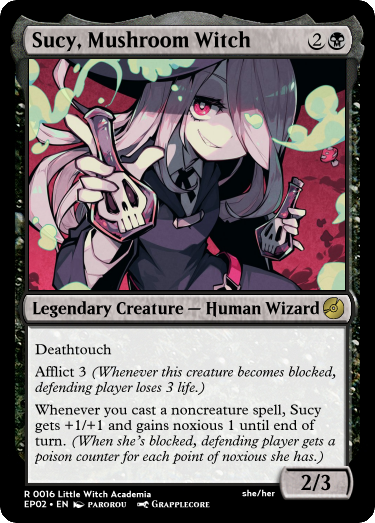 Sucy, Mushroom Witch 2
Legendary Creature — Human Wizard
Deathtouch
Afflict 3 (Whenever this creature becomes blocked,
defending player loses 3 life.)
Whenever you cast a noncreature spell, Sucy
gets +1/+1 and gains noxious 1 until end of
turn. (When she's blocked, defending player gets a
poison counter for each point of noxious she has.)
2/3
R 0016 Little Witch Academia she/her
EP02 • EN PAROROU GRAPPLECORE